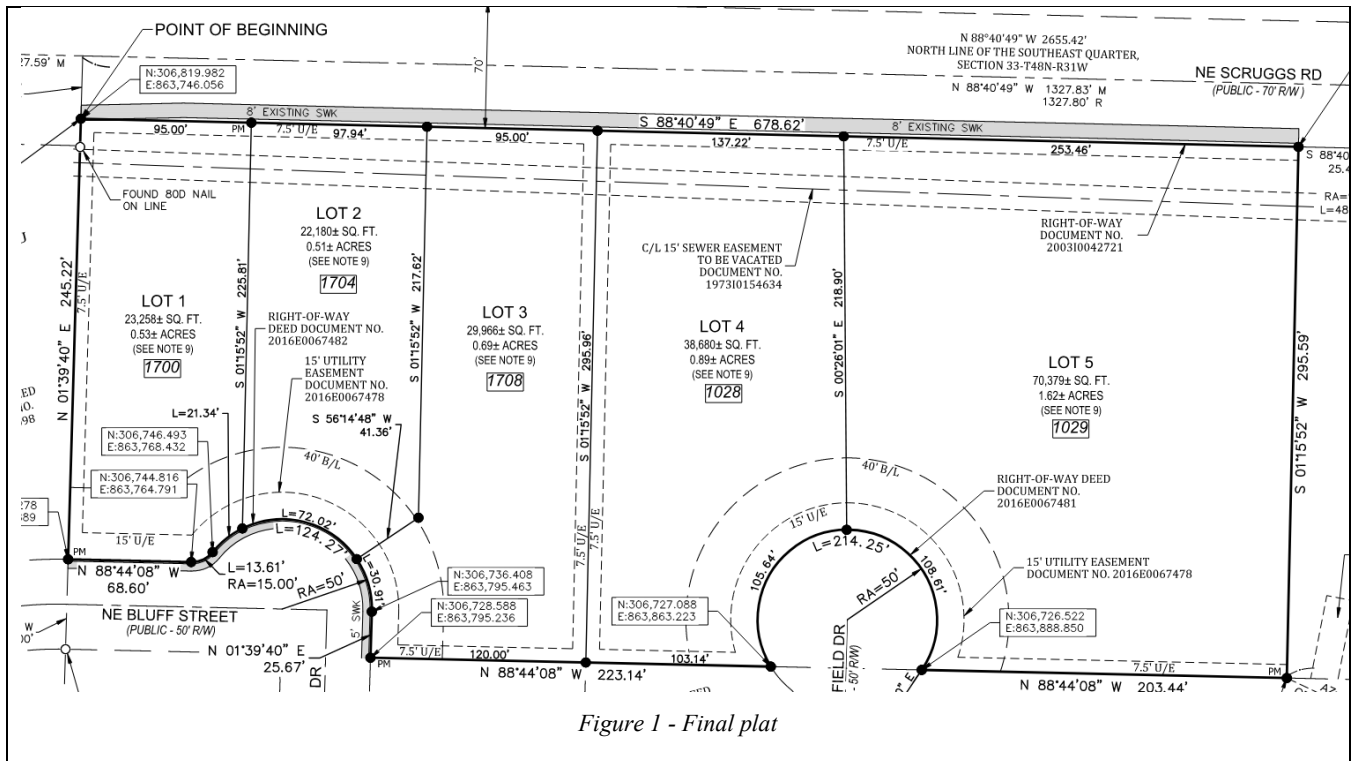 POINT OF BEGINNING
N 88°40'49" W 2655.42'
NORTH LINE OF THE SOUTHEAST QUARTER,
SECTION 33-T48N-R31W
N 88°40'49" W 1327.83' M
1327.80' R
NE SCRUGGS RD
(PUBLIC - 70' R/W)
27.59' M
N:306,819.982
E:863,746.056
70'
8' EXISTING SWK
S 88°40'49" E 678.62'
8' EXISTING SWK
95.00'
PM
7.5' U/E
97.94'
95.00'
137.22'
7.5' U/E
253.46'
S 88°40
25.4
RA=
L=48
FOUND 80D NAIL
ON LINE
RIGHT-OF-WAY
DOCUMENT NO.
2003I0042721
C/L 15' SEWER EASEMENT
TO BE VACATED
DOCUMENT NO.
1973I0154634
N 01°39'40" E 245.22'
7.5' U/E
LOT 1
23,258± SQ. FT.
0.53± ACRES
(SEE NOTE 9)
1700
S 01°15'52" W 225.81'
LOT 2
22,180± SQ. FT.
0.51± ACRES
(SEE NOTE 9)
1704
RIGHT-OF-WAY
DEED DOCUMENT NO.
2016E0067482
15' UTILITY
EASEMENT
DOCUMENT NO.
2016E0067478
S 01°15'52" W 217.62'
S 56°14'48" W
41.36'
LOT 3
29,966± SQ. FT.
0.69± ACRES
(SEE NOTE 9)
1708
S 01°15'52" W 295.96'
7.5' U/E
7.5' U/E
LOT 4
38,680± SQ. FT.
0.89± ACRES
(SEE NOTE 9)
1028
S 00°26'01" E 218.90'
LOT 5
70,379± SQ. FT.
1.62± ACRES
(SEE NOTE 9)
1029
S 01°15'52" W 295.59'
ED
NO.
98
L=21.34'
N:306,746.493
E:863,768.432
N:306,744.816
E:863,764.791
278
389
40' B/L
40' B/L
RIGHT-OF-WAY DEED
DOCUMENT NO.
2016E0067481
15' U/E
15' U/E
L=72.02'
L=124.27'
L=214.25'
105.64'
108.61'
RA=50'
15' UTILITY EASEMENT
DOCUMENT NO. 2016E0067478
PM
N 88°44'08" W
68.60'
L=13.61'
RA=15.00'
RA=50'
L=30.91'
N:306,736.408
E:863,795.463
N:306,728.588
E:863,795.236
N:306,727.088
E:863,863.223
N:306,726.522
E:863,888.850
NE BLUFF STREET
(PUBLIC - 50' R/W)
5' SWK
N 01°39'40" E
25.67'
DR
7.5' U/E
120.00'
N 88°44'08" W 223.14'
103.14'
FIELD DR
- 50' R/W)
7.5' U/E
PM
N 88°44'08" W 203.44'
Figure 1 - Final plat